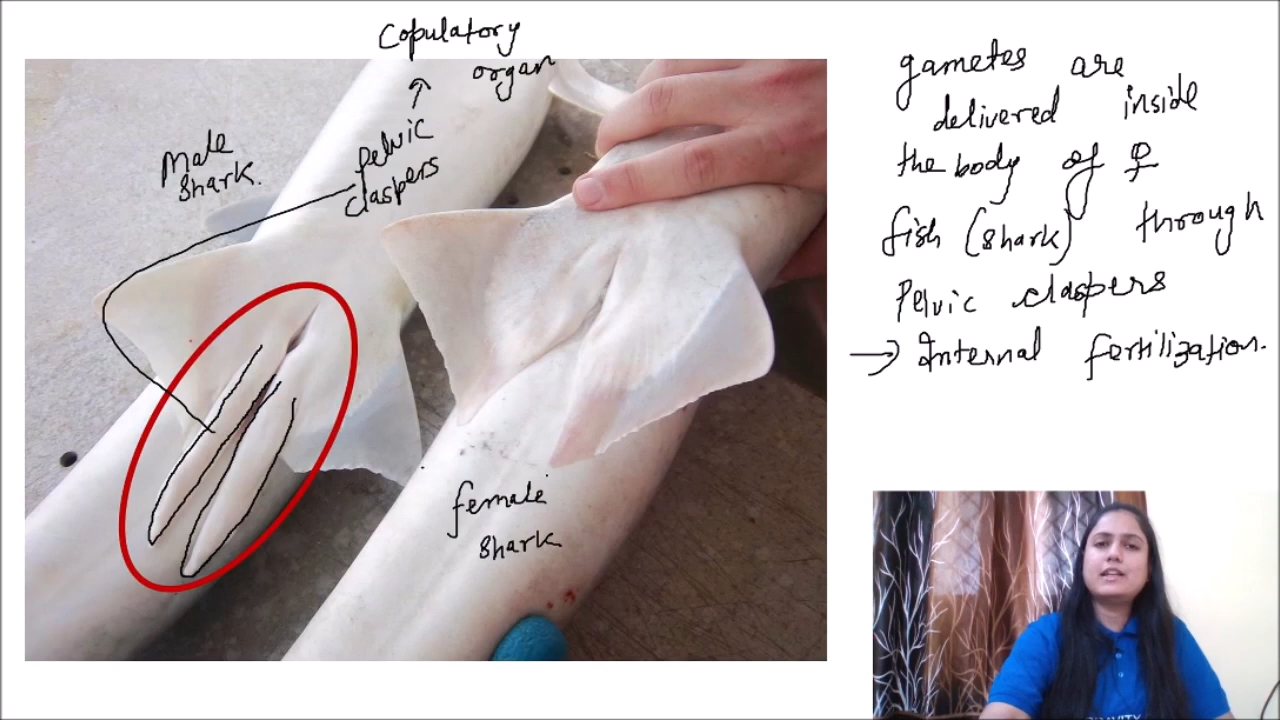 Copulatory
organ
Male
shark.
Pelvic
claspers
female
shark
gametes are
delivered inside
the body of ♀
fish (shark) through
Pelvic claspers
→ Internal fertilization.